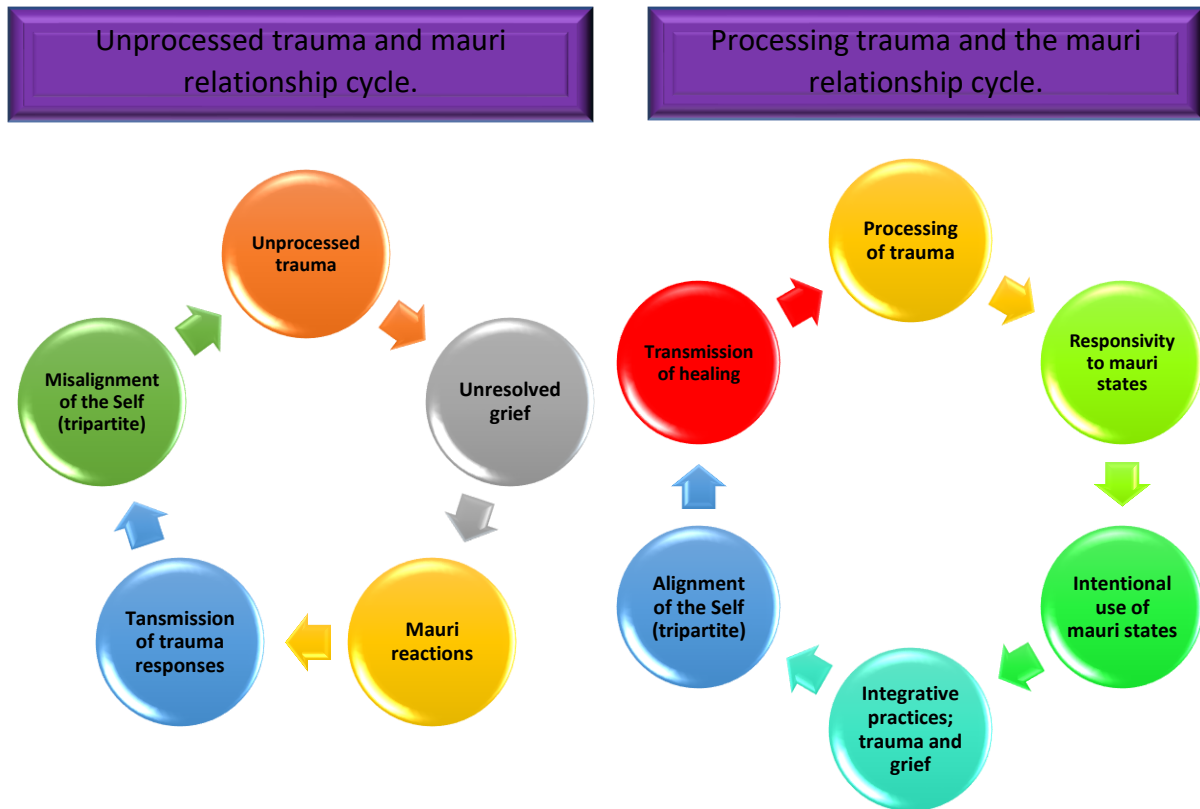 Unprocessed trauma and mauri
relationship cycle.
Unprocessed
trauma
Unresolved
grief
Mauri
reactions
Tansmission
of trauma
responses
Misalignment
of the Self
(tripartite)
Processing trauma and the mauri
relationship cycle.
Processing
of trauma
Responsivity
to mauri
states
Intentional
use of
mauri states
Integrative
practices;
trauma and
grief
Alignment
of the Self
(tripartite)
Transmission
of healing